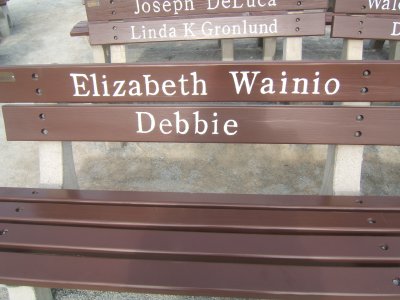 Joseph DeLuca
Linda K Gronlund
Elizabeth Wainio
Debbie